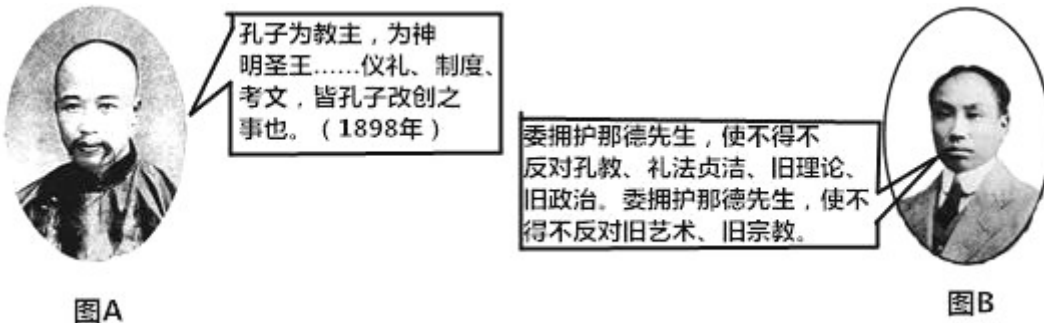 孔子为教主，为神
明圣王……仪礼、制度、
考文，皆孔子改创之
事也。（1898年）
委拥护那德先生，使不得不
反对孔教、礼法贞洁、旧理论、
旧政治。委拥护那德先生，使不
得不反对旧艺术、旧宗教。
图A
图B